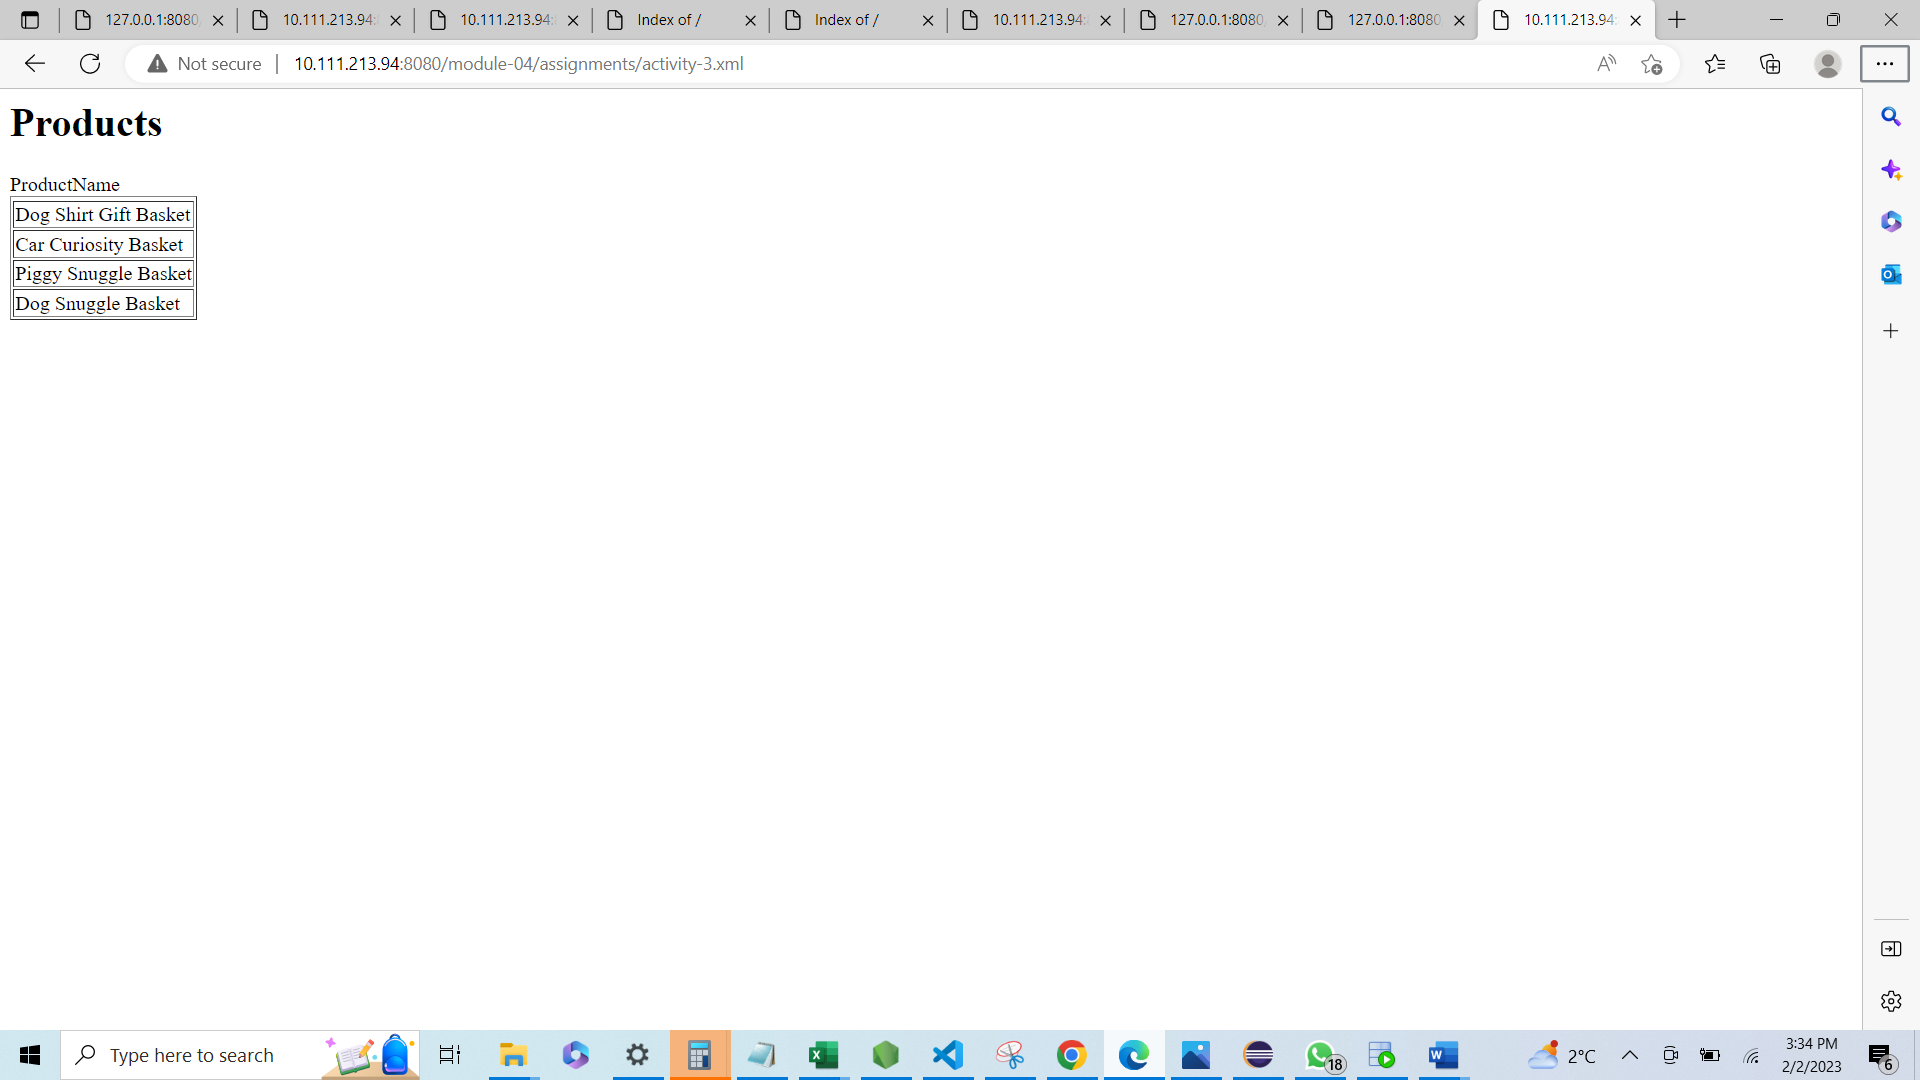 127.0.0.1:8080
10.111.213.94:
10.111.213.94:
Index of /
Index of /
10.111.213.94:
127.0.0.1:8080
127.0.0.1:8080
10.111.213.94:
Not secure
10.111.213.94:8080/module-04/assignments/activity-3.xml
Products
ProductName
Dog Shirt Gift Basket
Car Curiosity Basket
Piggy Snuggle Basket
Dog Snuggle Basket
Type here to search
18
2°C
3:34 PM
2/2/2023
6